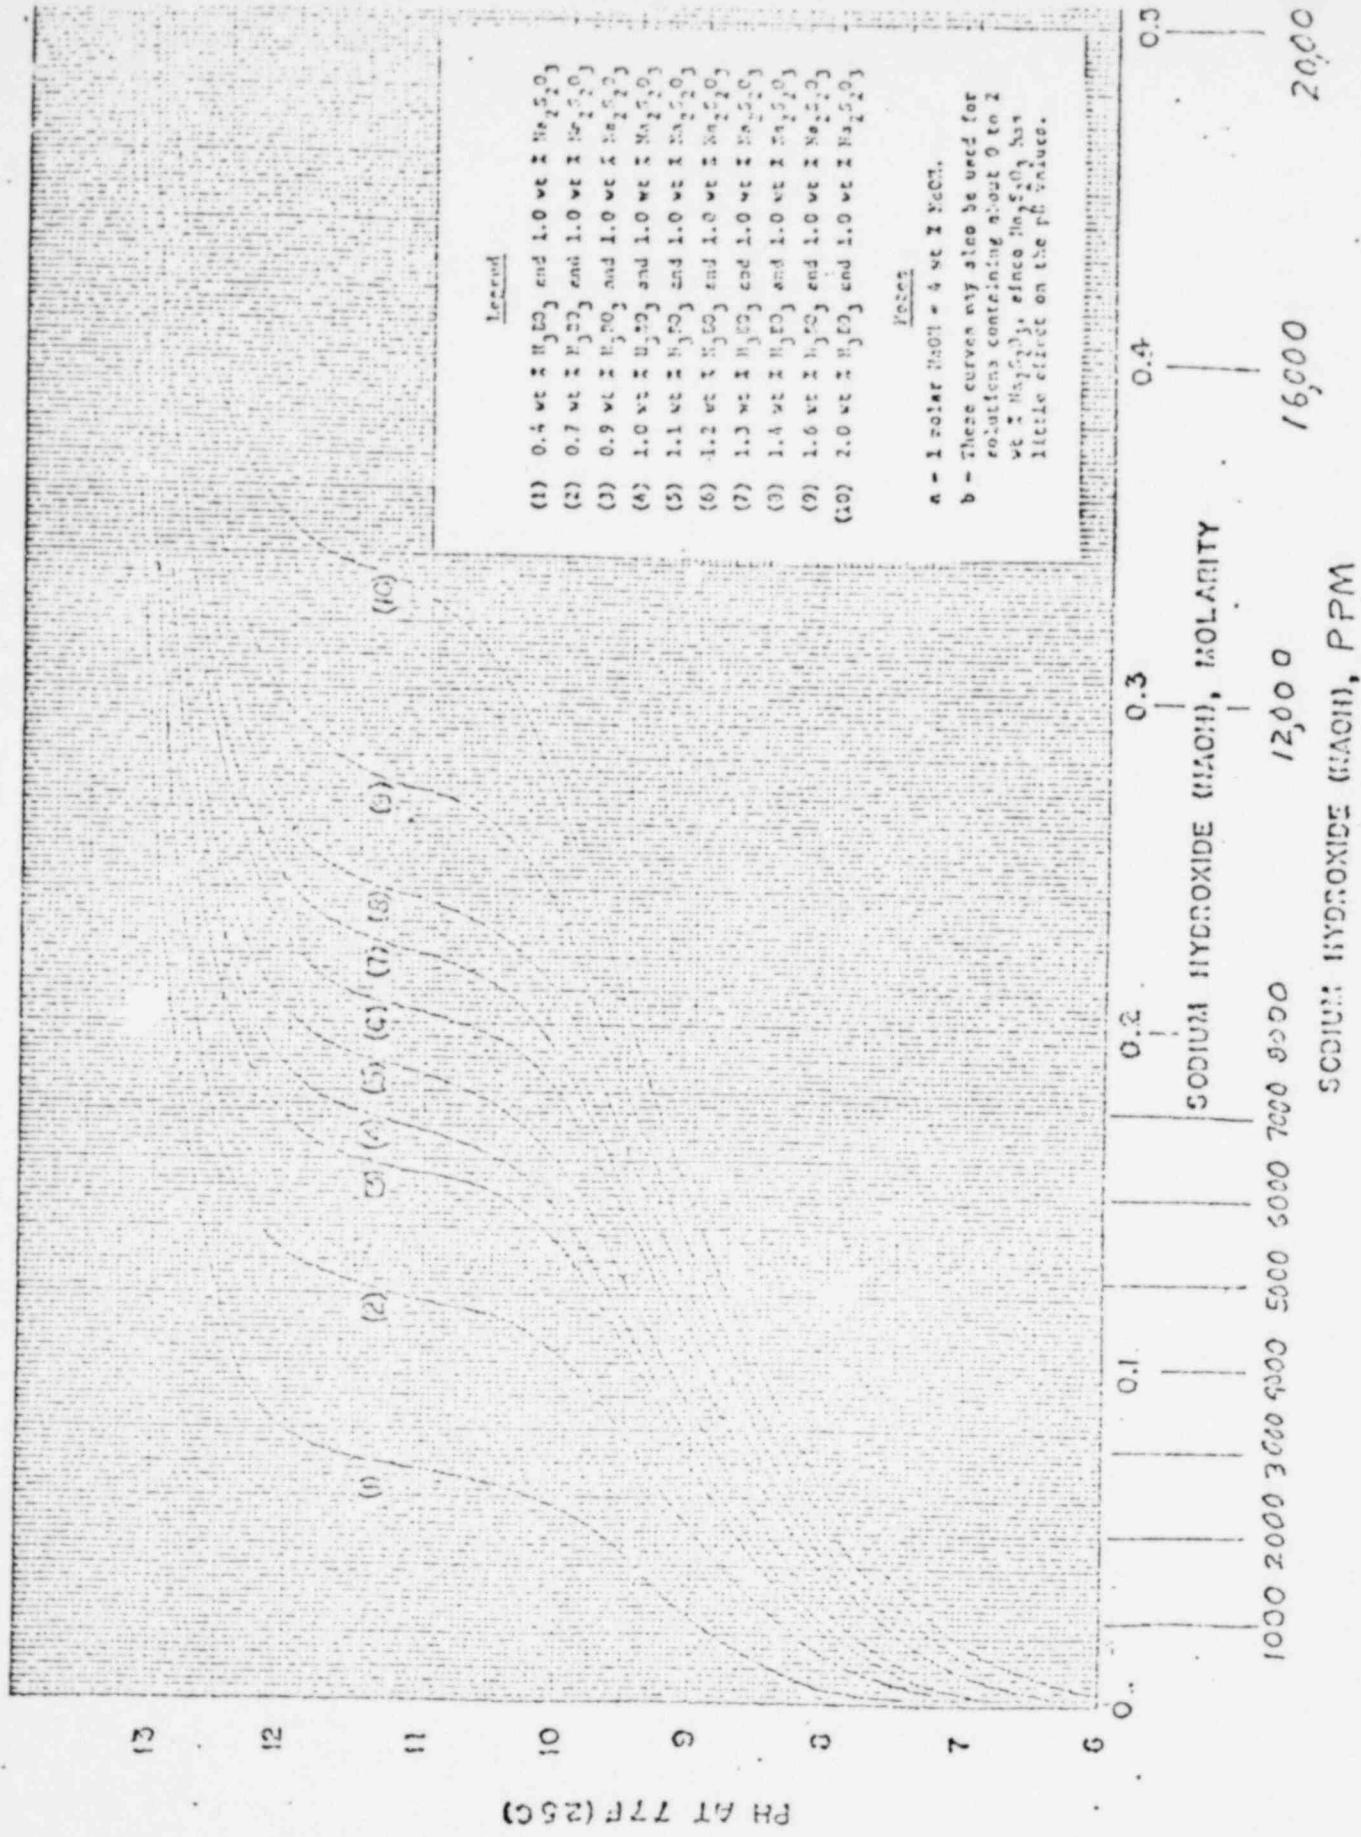 PH AT 77F (25C)
13
12
11
10
9
8
7
6
(1)
(2)
(3)
(4)
(5)
(6)
(7)
(8)
(9)
(10)
Legend
(1) 0.4 wt % H3BO3 and 1.0 wt % Na2S2O3
(2) 0.7 wt % H3BO3 and 1.0 wt % Na2S2O3
(3) 0.9 wt % H3BO3 and 1.0 wt % Na2S2O3
(4) 1.0 wt % H3BO3 and 1.0 wt % Na2S2O3
(5) 1.1 wt % H3BO3 and 1.0 wt % Na2S2O3
(6) 1.2 wt % H3BO3 and 1.0 wt % Na2S2O3
(7) 1.3 wt % H3BO3 and 1.0 wt % Na2S2O3
(8) 1.4 wt % H3BO3 and 1.0 wt % Na2S2O3
(9) 1.6 wt % H3BO3 and 1.0 wt % Na2S2O3
(10) 2.0 wt % H3BO3 and 1.0 wt % Na2S2O3
Notes
a - 1 molar NaOH = 4 wt % NaOH.
b - These curves may also be used for
solutions containing about 0 to 2
wt % Na2S2O3, since Na2S2O3 has
little effect on the pH values.
0. 0.1 0.2 0.3 0.4
SODIUM HYDROXIDE (NAOH), MOLARITY
1000 2000 3000 5000 6000 7000 12,000 16,000
SODIUM HYDROXIDE (NAOH), PPM